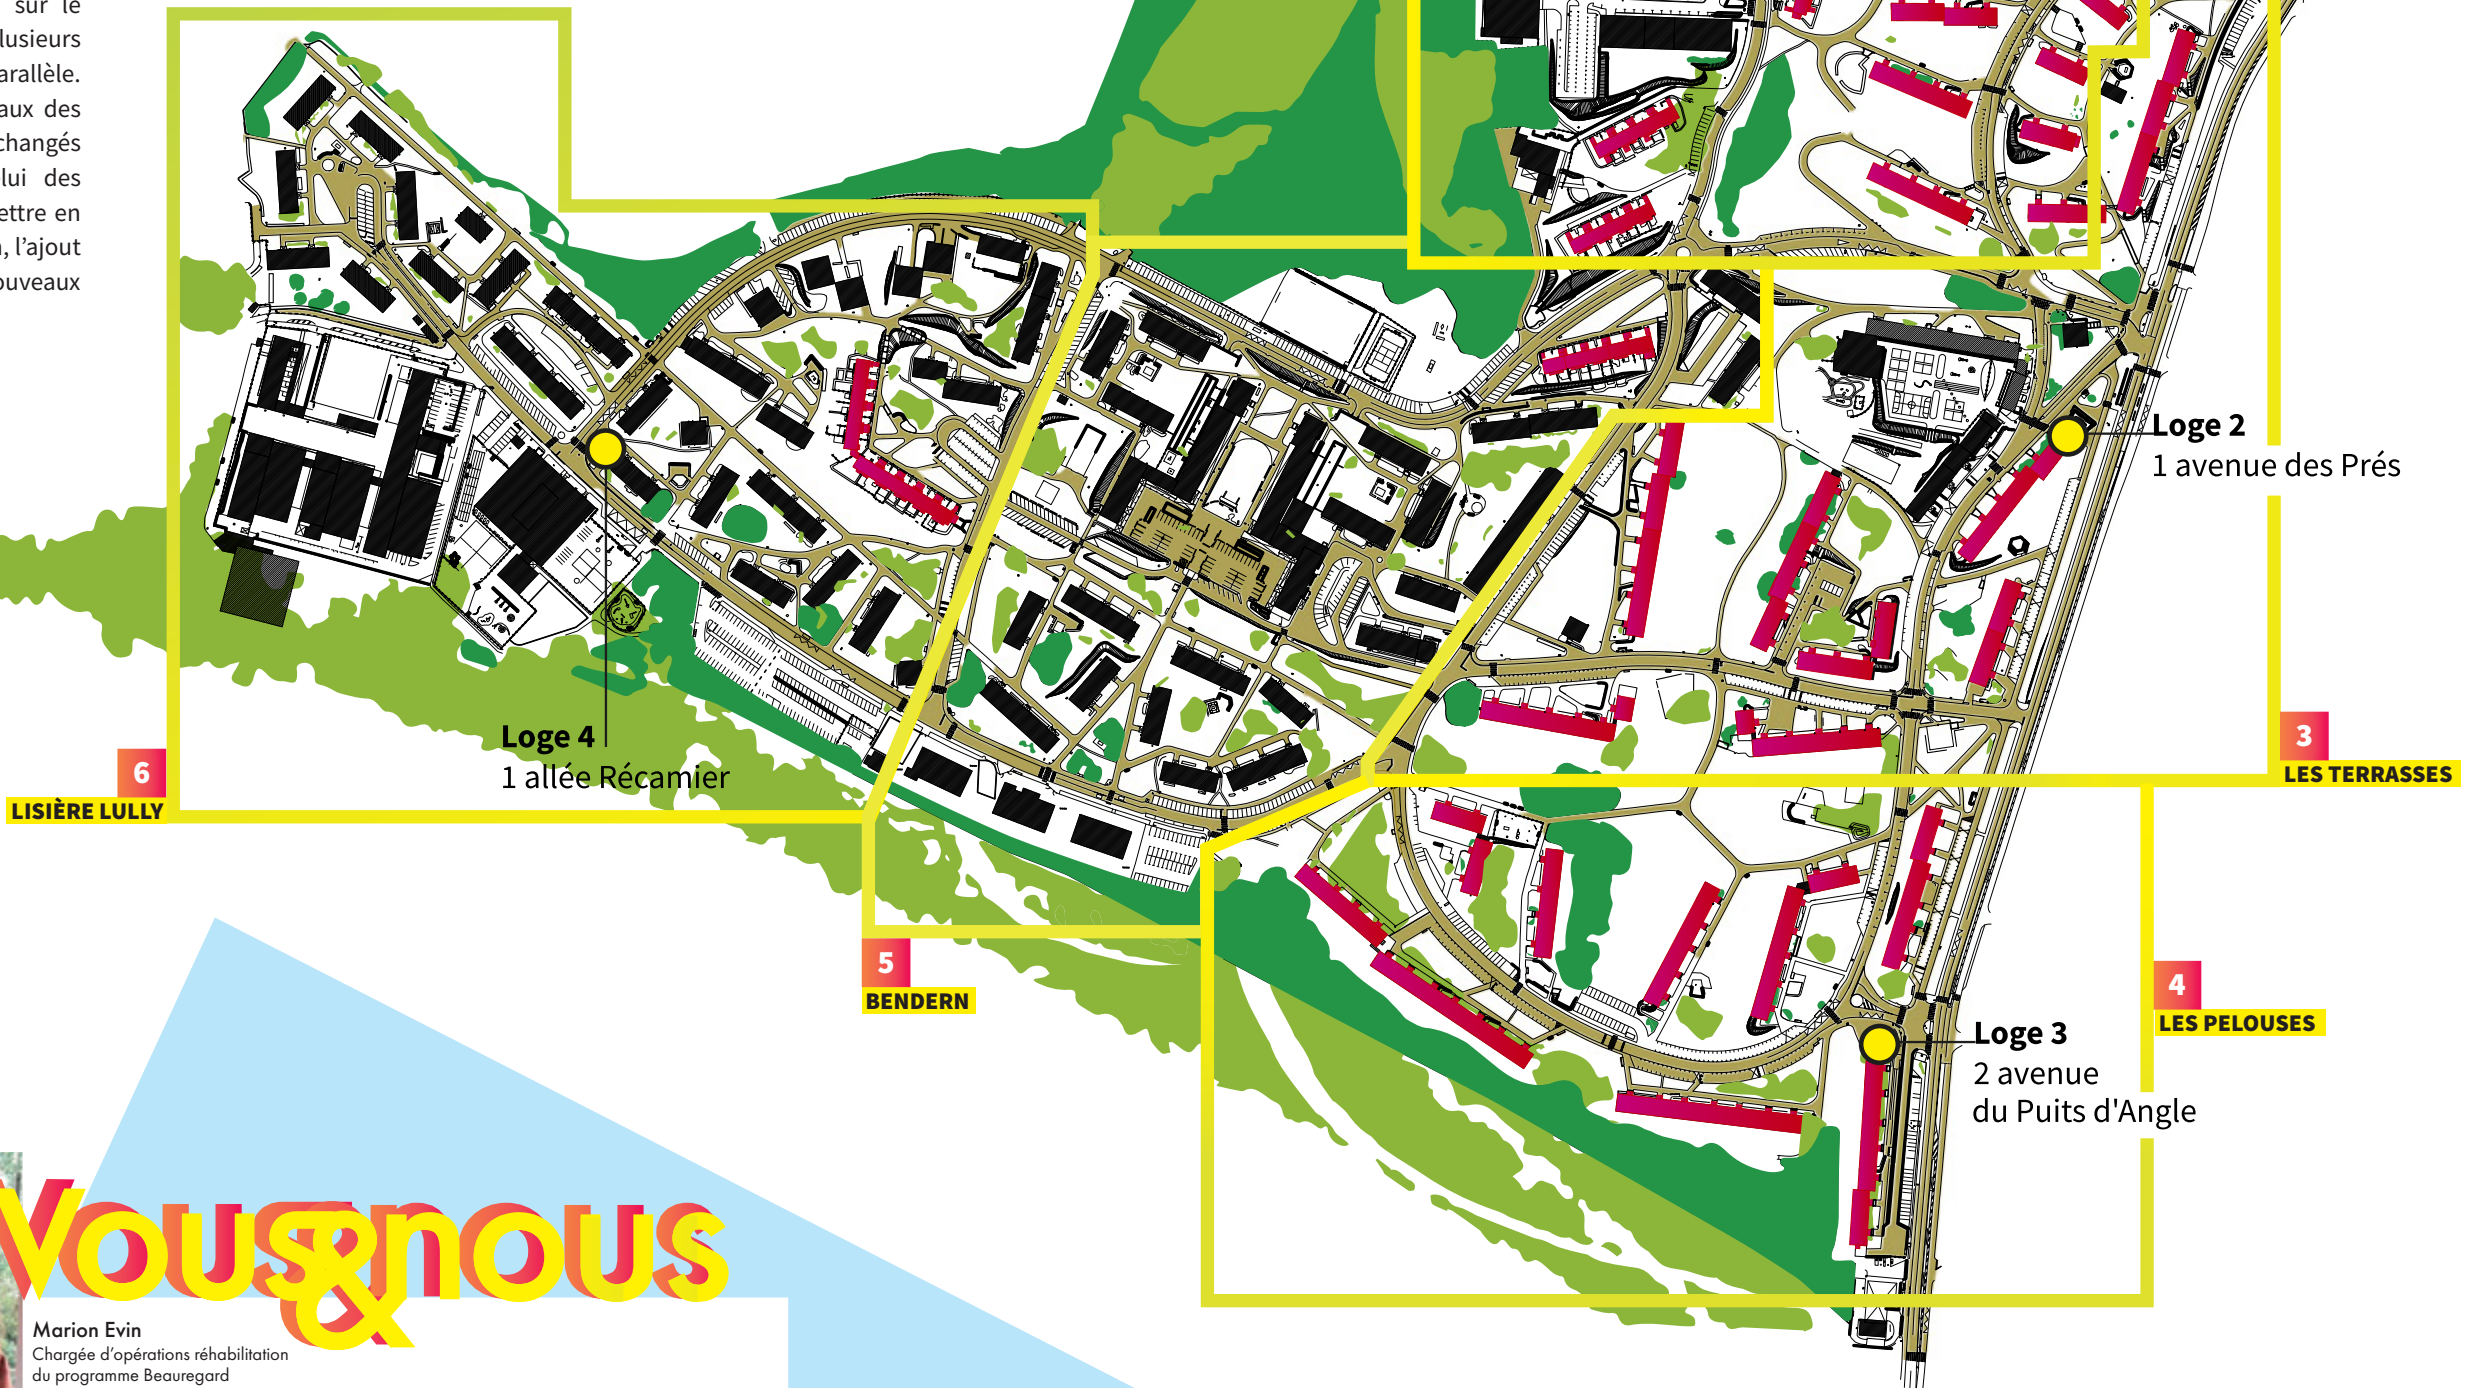 sur le
lusieurs
arallèle.
aux des
changés
lui des
ettre en
, l’ajout
ouveaux
Loge 2
1 avenue des Prés
3
LES TERRASSES
Loge 4
1 allée Récamier
6
LISIÈRE LULLY
5
BENDERN
4
LES PELOUSES
Loge 3
2 avenue
du Puits d'Angle
Vous & nous
Marion Evin
Chargée d’opérations réhabilitation
du programme Beauregard